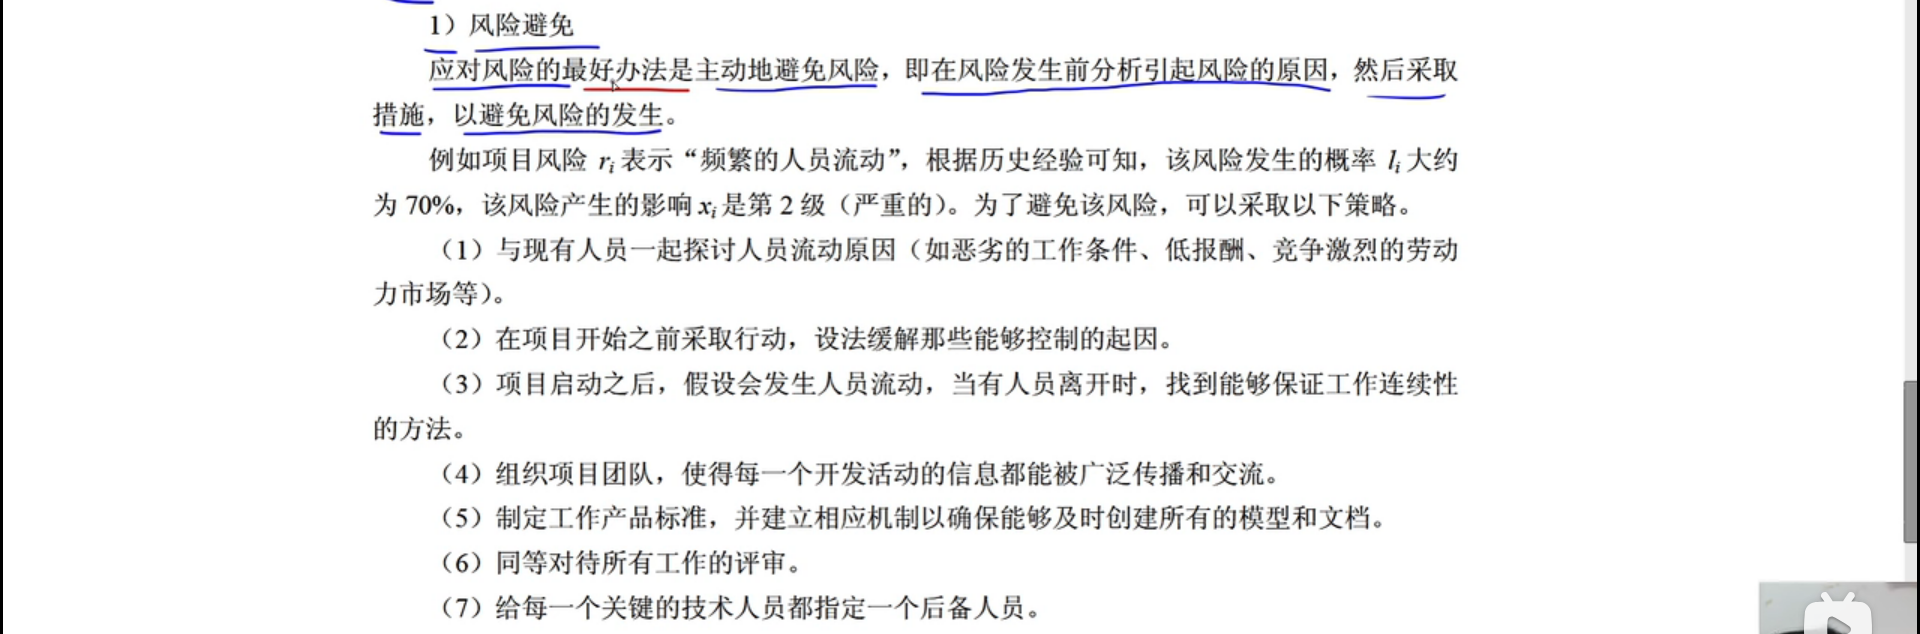 1）风险避免
应对风险的最好办法是主动地避免风险，即在风险发生前分析引起风险的原因，然后采取
措施，以避免风险的发生。
例如项目风险 ri 表示“频繁的人员流动”，根据历史经验可知，该风险发生的概率 li 大约
为 70%，该风险产生的影响 xi 是第 2 级（严重的）。为了避免该风险，可以采取以下策略。
（1）与现有人员一起探讨人员流动原因（如恶劣的工作条件、低报酬、竞争激烈的劳动
力市场等）。
（2）在项目开始之前采取行动，设法缓解那些能够控制的起因。
（3）项目启动之后，假设会发生人员流动，当有人员离开时，找到能够保证工作连续性
的方法。
（4）组织项目团队，使得每一个开发活动的信息都能被广泛传播和交流。
（5）制定工作产品标准，并建立相应机制以确保能够及时创建所有的模型和文档。
（6）同等对待所有工作的评审。
（7）给每一个关键的技术人员都指定一个后备人员。